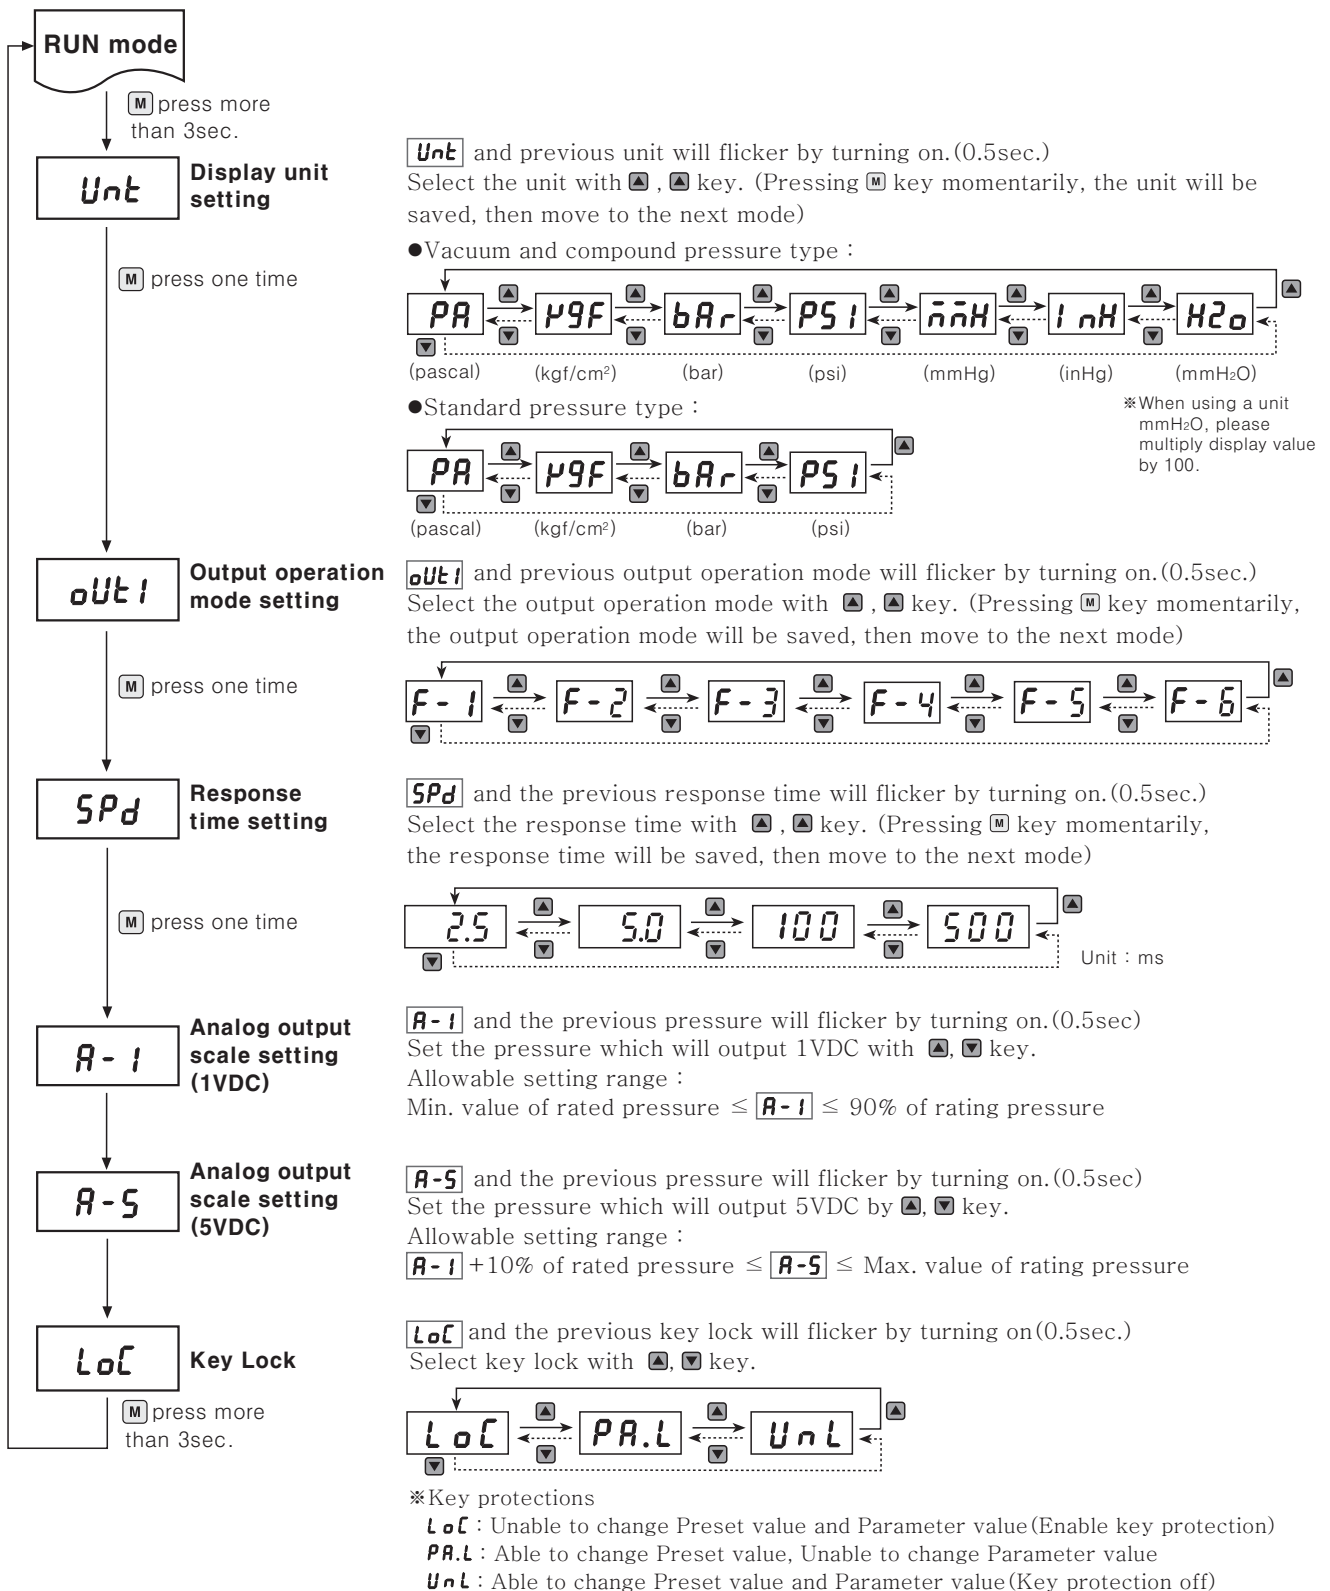 RUN mode
M press more
than 3sec.
Unt
Display unit
setting
Unt and previous unit will flicker by turning on.(0.5sec.)
Select the unit with ▲ , ▲ key. (Pressing M key momentarily, the unit will be
saved, then move to the next mode)
M press one time
●Vacuum and compound pressure type :
▲ ▲ ▲ ▲ ▲ ▲ ▲
PA KgF bAr PSI mmH InH H2o
▼ ▼ ▼ ▼ ▼ ▼ ▼
(pascal) (kgf/cm²) (bar) (psi) (mmHg) (inHg) (mmH₂O)
●Standard pressure type :
※When using a unit
mmH₂O, please
multiply display value
by 100.
▲ ▲ ▲ ▲
PA KgF bAr PSI
▼ ▼ ▼ ▼
(pascal) (kgf/cm²) (bar) (psi)
oUt1
Output operation
mode setting
oUt1 and previous output operation mode will flicker by turning on.(0.5sec.)
Select the output operation mode with ▲ , ▲ key. (Pressing M key momentarily,
the output operation mode will be saved, then move to the next mode)
M press one time
▲ ▲ ▲ ▲ ▲ ▲
F-1 F-2 F-3 F-4 F-5 F-6
▼ ▼ ▼ ▼ ▼ ▼
SPd
Response
time setting
SPd and the previous response time will flicker by turning on.(0.5sec.)
Select the response time with ▲ , ▲ key. (Pressing M key momentarily,
the response time will be saved, then move to the next mode)
M press one time
▲ ▲ ▲ ▲
2.5 5.0 100 500
▼ ▼ ▼ ▼
Unit : ms
A-1
Analog output
scale setting
(1VDC)
A-1 and the previous pressure will flicker by turning on.(0.5sec)
Set the pressure which will output 1VDC with ▲, ▼ key.
Allowable setting range :
Min. value of rated pressure ≤ A-1 ≤ 90% of rating pressure
A-5
Analog output
scale setting
(5VDC)
A-5 and the previous pressure will flicker by turning on.(0.5sec)
Set the pressure which will output 5VDC by ▲, ▼ key.
Allowable setting range :
A-1 +10% of rated pressure ≤ A-5 ≤ Max. value of rating pressure
LoC
Key Lock
LoC and the previous key lock will flicker by turning on(0.5sec.)
Select key lock with ▲, ▼ key.
M press more
than 3sec.
▲ ▲ ▲
LoC PA.L UnL
▼ ▼ ▼
※Key protections
LoC : Unable to change Preset value and Parameter value(Enable key protection)
PA.L : Able to change Preset value, Unable to change Parameter value
UnL : Able to change Preset value and Parameter value(Key protection off)